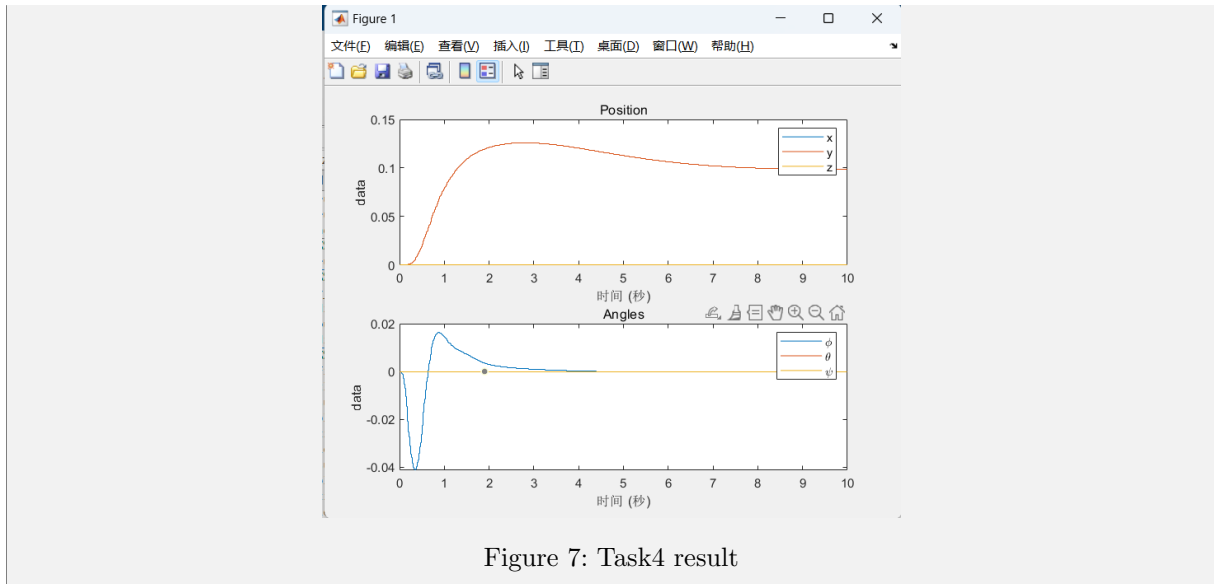 Figure 1
文件(F) 编辑(E) 查看(V) 插入(I) 工具(T) 桌面(D) 窗口(W) 帮助(H)
Position
0.15
0.1
0.05
0
data
x
y
z
0 1 2 3 4 5 6 7 8 9 10
时间 (秒)
Angles
0.02
0
-0.02
-0.04
data
ϕ
θ
ψ
0 1 2 3 4 5 6 7 8 9 10
时间 (秒)
Figure 7: Task4 result